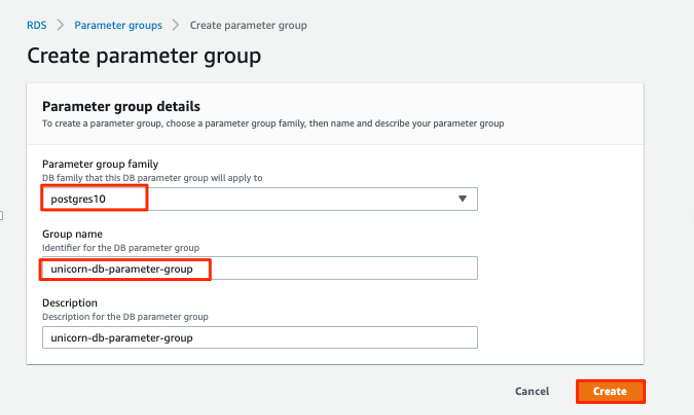 RDS > Parameter groups > Create parameter group
Create parameter group
Parameter group details
To create a parameter group, choose a parameter group family, then name and describe your parameter group
Parameter group family
DB family that this DB parameter group will apply to
postgres10
Group name
Identifier for the DB parameter group
unicorn-db-parameter-group
Description
Description for the DB parameter group
unicorn-db-parameter-group
Cancel Create